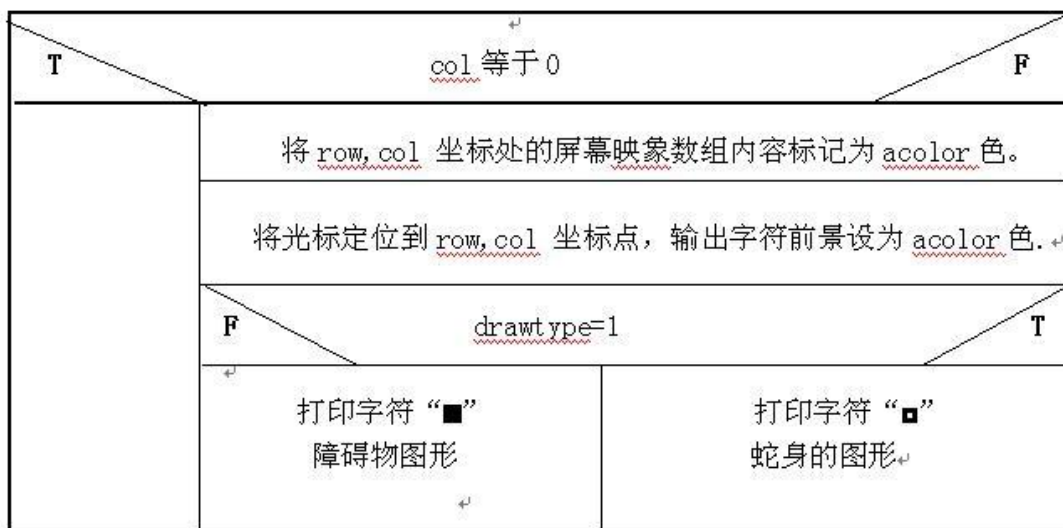 T
col 等于 0
F
将 row,col 坐标处的屏幕映象数组内容标记为 acolor 色。
将光标定位到 row,col 坐标点，输出字符前景设为 acolor 色.
F
drawtype=1
T
打印字符“■”
障碍物图形
打印字符“◘”
蛇身的图形